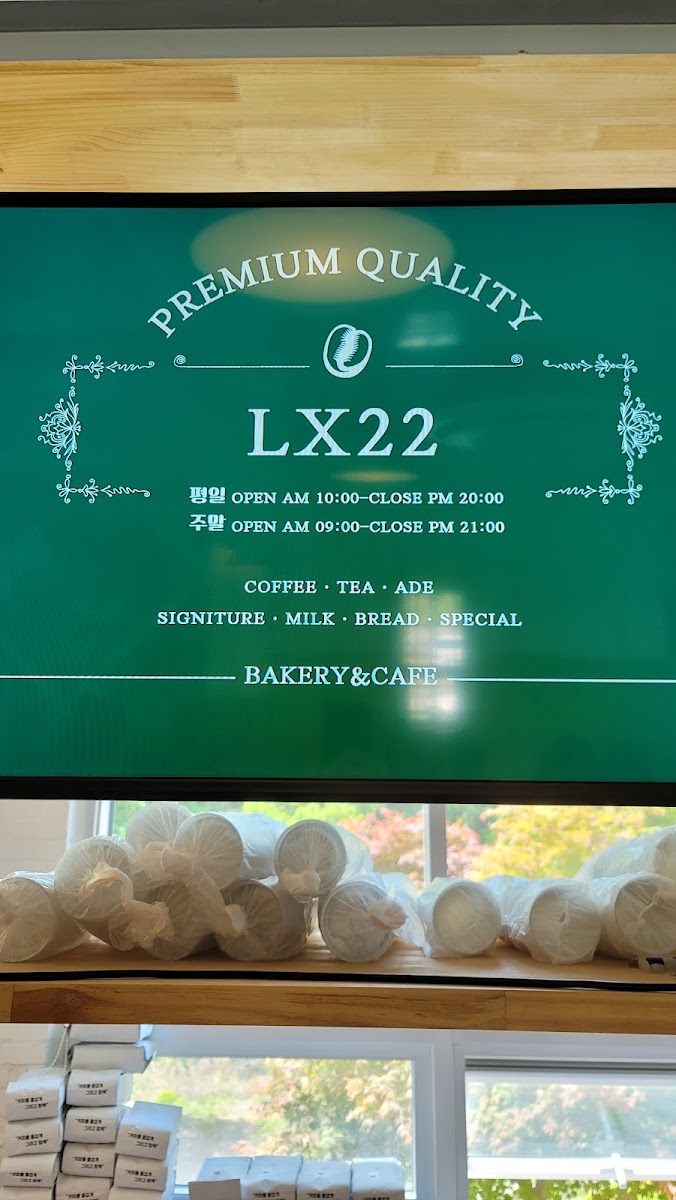 PREMIUM QUALITY
LX22
평일 OPEN AM 10:00-CLOSE PM 20:00
주말 OPEN AM 09:00-CLOSE PM 21:00
COFFEE · TEA · ADE
SIGNITURE · MILK · BREAD · SPECIAL
BAKERY&CAFE